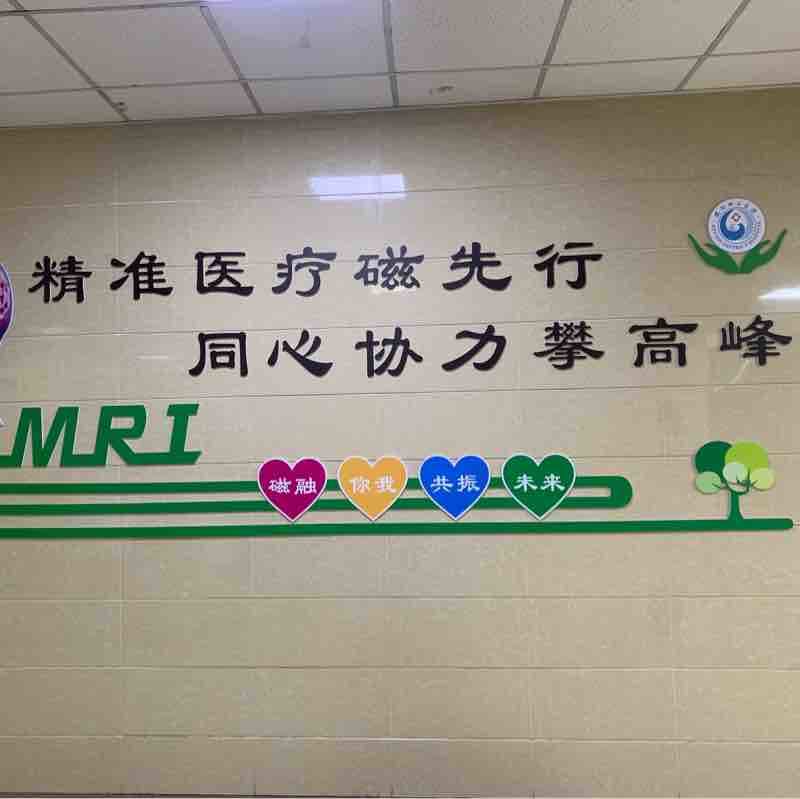 精准医疗磁先行
同心协力攀高峰
MRI
磁融
你我
共振
未来